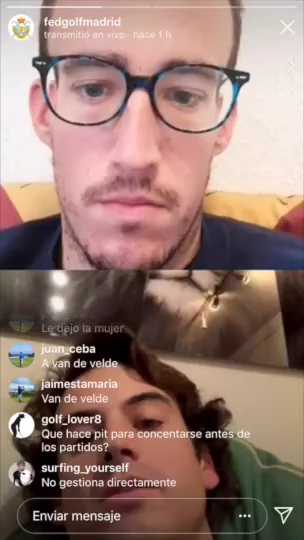 fedgolfmadrid
transmitió en vivo · hace 1 h
Le dejo la mujer
juan_ceba
A van de velde
jaimestamaria
Van de velde
golf_lover8
Que hace pit para concentarse antes de
los partidos?
surfing_yourself
No gestiona directamente
Enviar mensaje